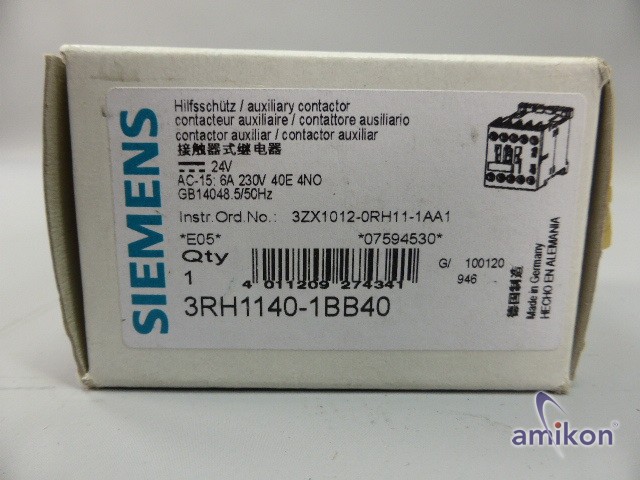 SIEMENS
Hilfsschütz / auxiliary contactor
contacteur auxiliaire / contattore ausiliario
contactor auxiliar / contactor auxiliar
接触器式继电器
24V
AC-15: 6A 230V 40E 4NO
GB14048.5/50Hz
Instr.Ord.No.: 3ZX1012-0RH11-1AA1
*E05* *07594530*
Qty
1
4 011209 274341
G/ 100120
946
3RH1140-1BB40
德国制造
Made in Germany
HECHO EN ALEMANIA
amikon